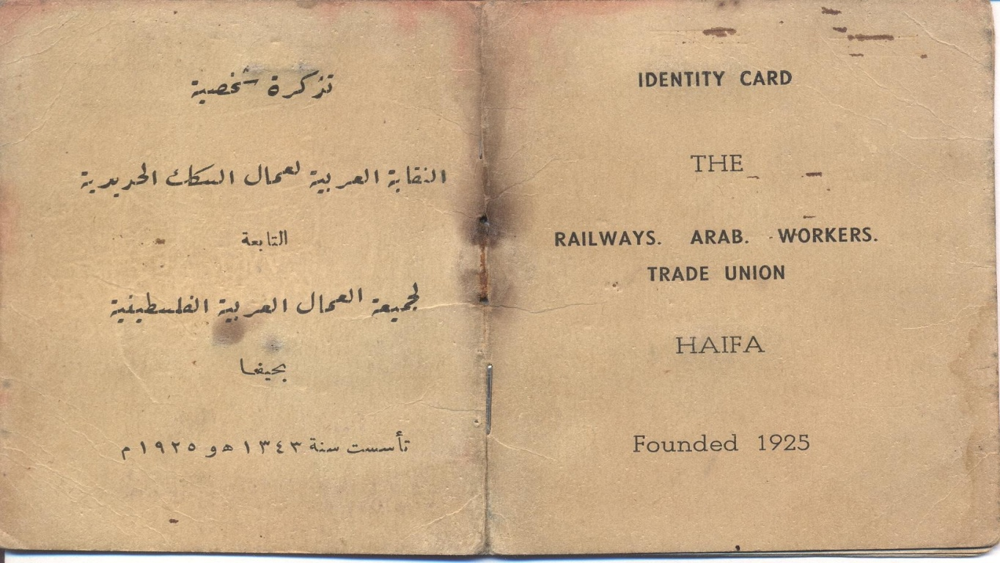 تذكرة شخصية
النقابة العربية لعمال السكك الحديدية
التابعة
لجميعة العمال العربية الفلسطينية
بحيفا
تأسست سنة ١٣٤٣ هـ و ١٩٢٥ م
IDENTITY CARD
THE
RAILWAYS. ARAB. WORKERS.
TRADE UNION
HAIFA
Founded 1925